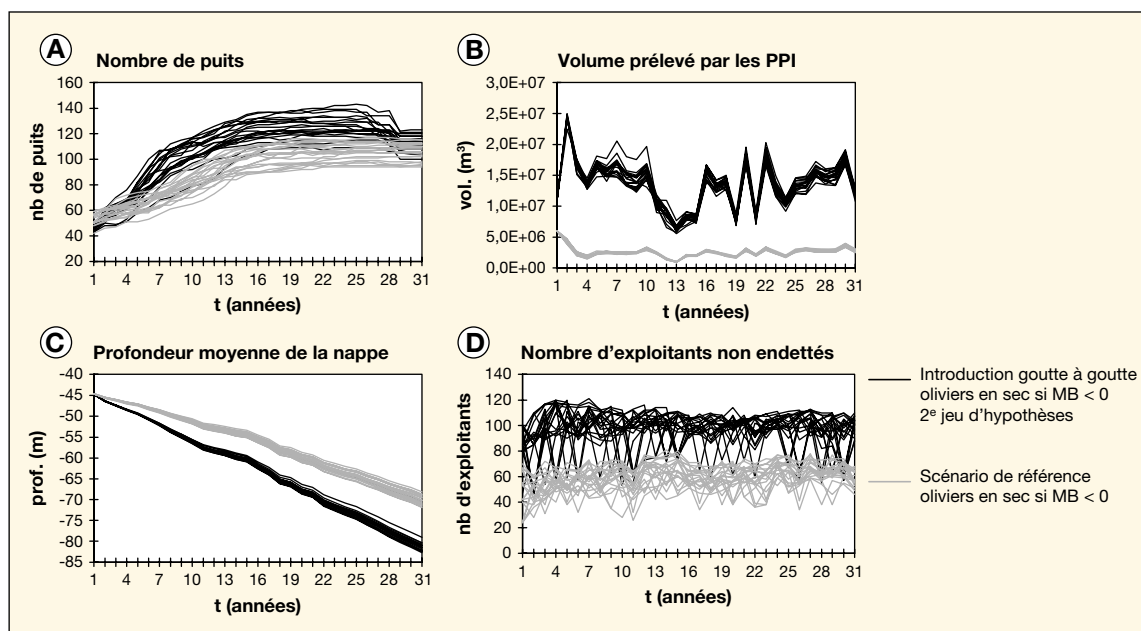 A
Nombre de puits
nb de puits
160
140
120
100
80
60
40
20
1 4 7 10 13 16 19 22 25 28 31
t (années)
B
Volume prélevé par les PPI
vol. (m³)
3,0E+07
2,5E+07
2,0E+07
1,5E+07
1,0E+07
5,0E+06
0,0E+00
1 4 7 10 13 16 19 22 25 28 31
t (années)
C
Profondeur moyenne de la nappe
prof. (m)
-40
-45
-50
-55
-60
-65
-70
-75
-80
-85
1 4 7 10 13 16 19 22 25 28 31
t (années)
D
Nombre d'exploitants non endettés
nb d'exploitants
140
120
100
80
60
40
20
0
1 4 7 10 13 16 19 22 25 28 31
t (années)
Introduction goutte à goutte
oliviers en sec si MB < 0
2e jeu d'hypothèses
Scénario de référence
oliviers en sec si MB < 0